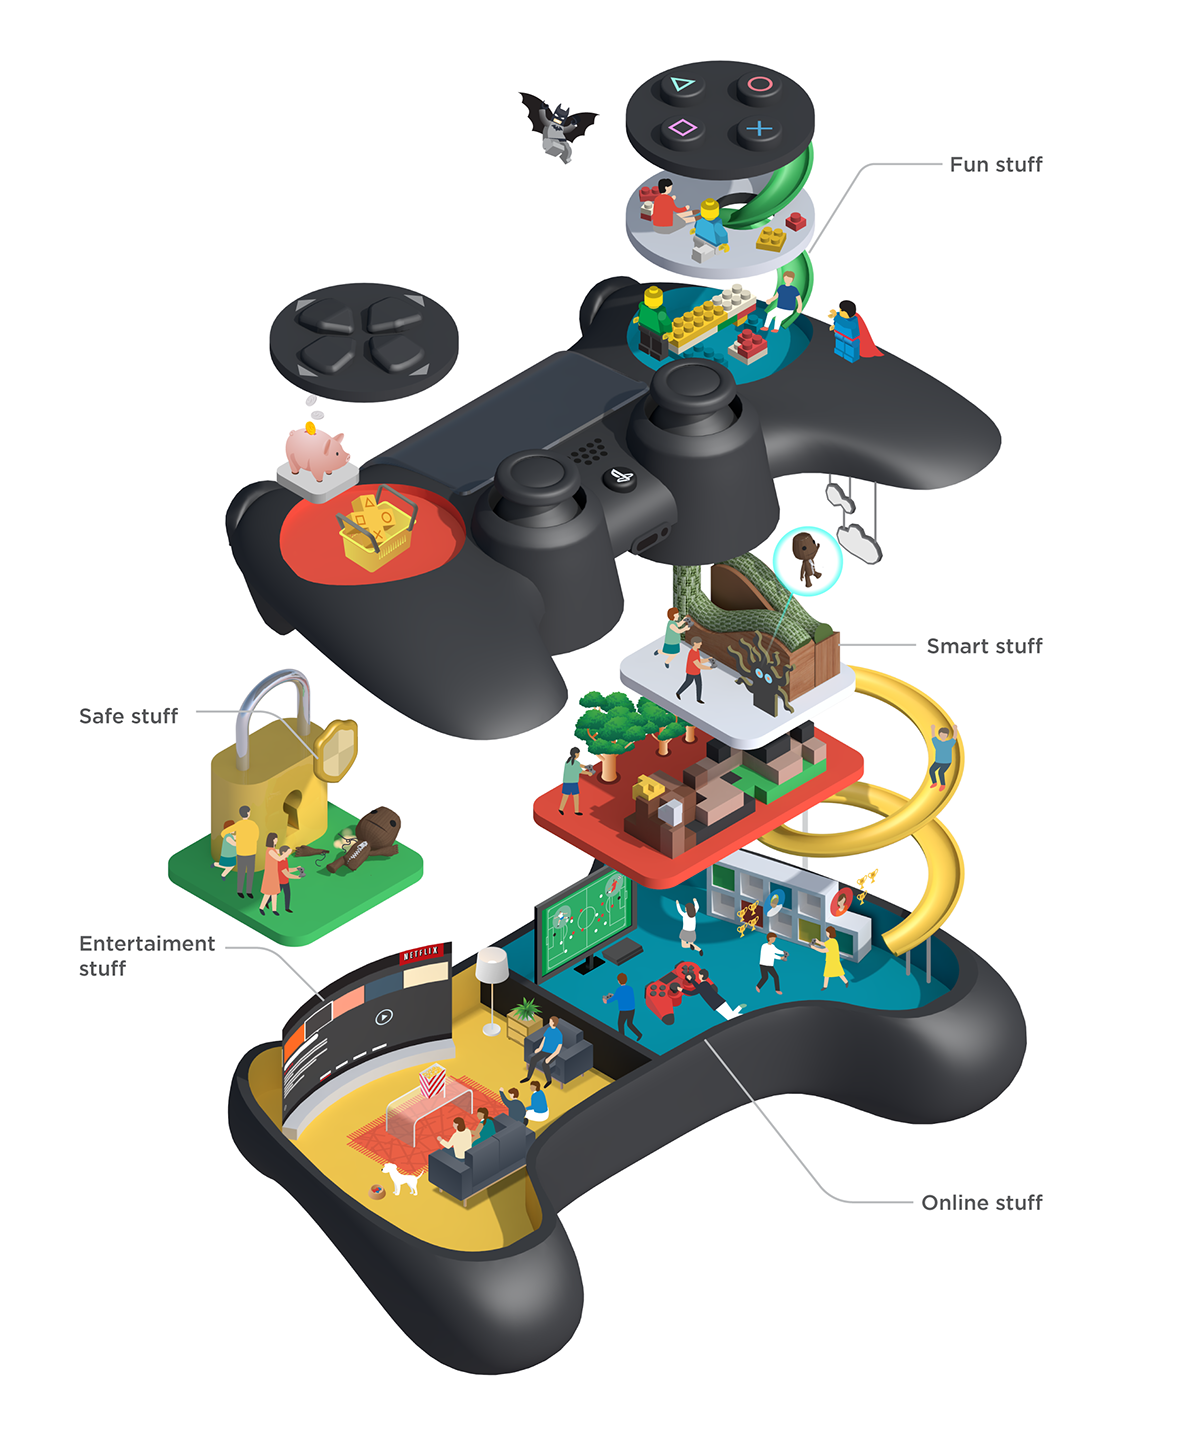 Fun stuff
Smart stuff
Safe stuff
Entertaiment
stuff
NETFLIX
Online stuff